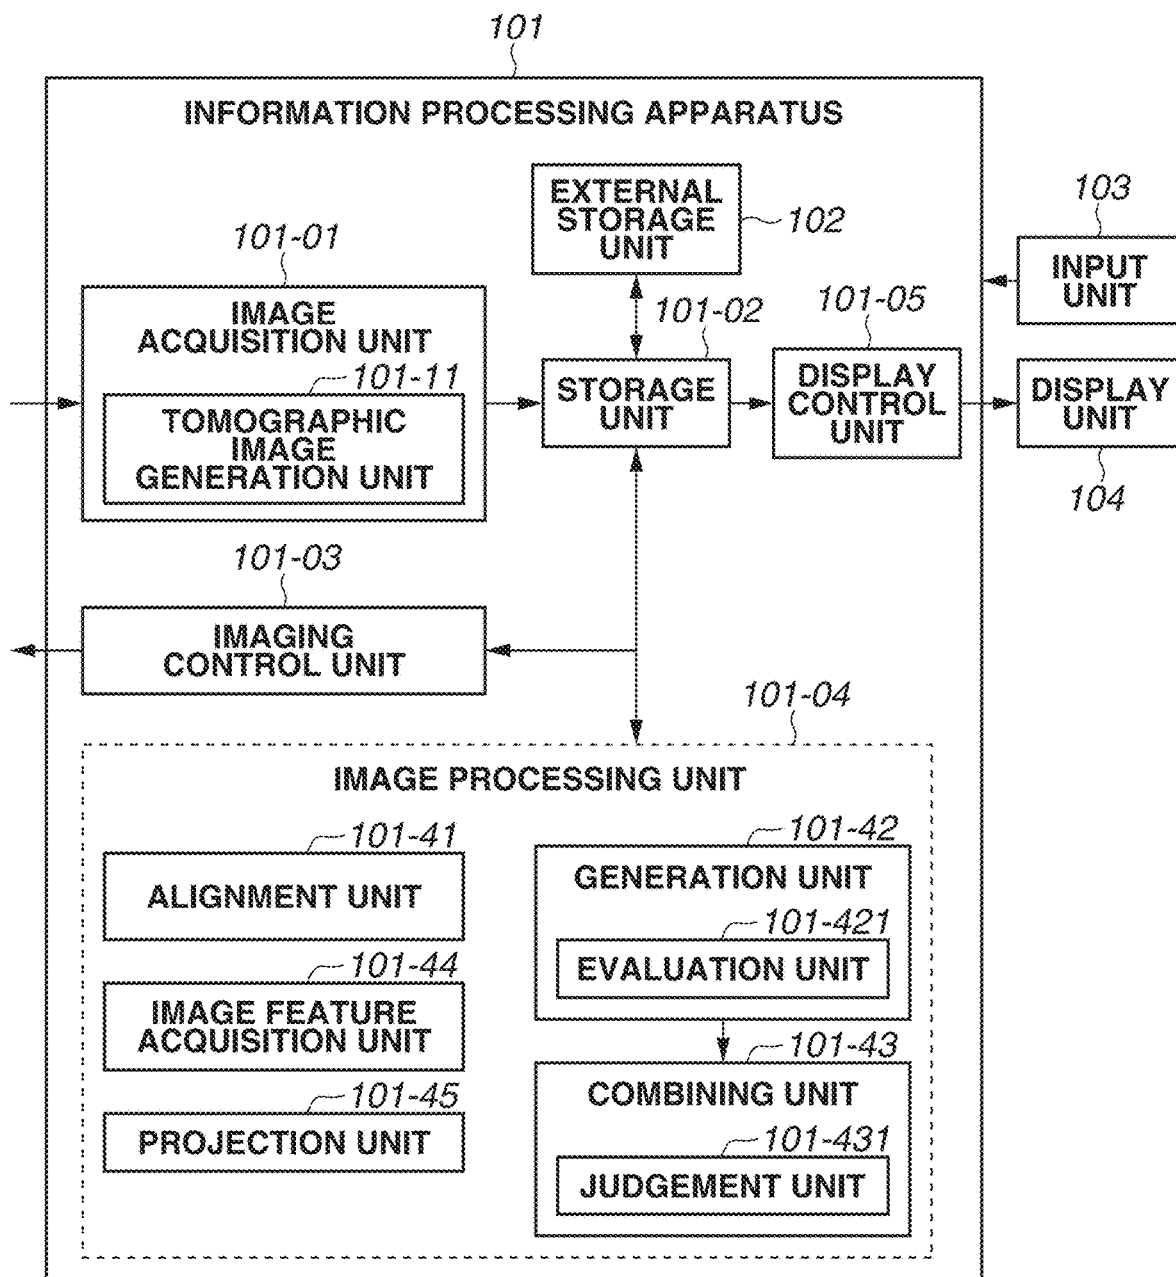 101
INFORMATION PROCESSING APPARATUS
EXTERNAL
STORAGE
UNIT
102
103
INPUT
UNIT
101-01
IMAGE
ACQUISITION UNIT
101-11
TOMOGRAPHIC
IMAGE
GENERATION UNIT
101-02
STORAGE
UNIT
101-05
DISPLAY
CONTROL
UNIT
DISPLAY
UNIT
104
101-03
IMAGING
CONTROL UNIT
101-04
IMAGE PROCESSING UNIT
101-41
ALIGNMENT UNIT
101-44
IMAGE FEATURE
ACQUISITION UNIT
101-45
PROJECTION UNIT
101-42
GENERATION UNIT
101-421
EVALUATION UNIT
101-43
COMBINING UNIT
101-431
JUDGEMENT UNIT